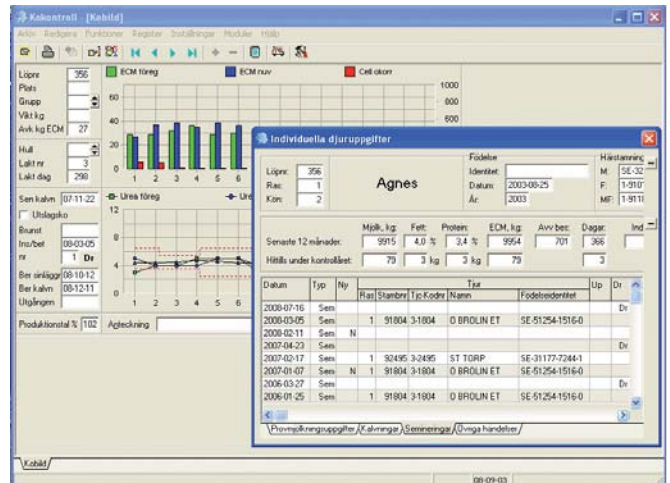 Kokontroll - [Kobild]
Arkiv Redigera Funktioner Register Inställningar Moduler Hjälp
Löpnr 356
Plats
Grupp
Vikt kg
Avk kg ECM 27
Hull
Lakt nr 3
Lakt dag 298
Sen kalvn 07-11-22
Utslagsko
Brunst
Ins/bet 08-03-05
nr 1 Dr
Ber sinläggn 08-10-12
Ber kalvn 08-12-11
Utgången
Produktionstal % 102 Anteckning
ECM föreg ECM nuv Cell okorr
1000
800
600
60
40
20
0
1 2 3 4 5 6
Urea föreg Ure
12
8
4
0
1 2 3 4 5 6
Individuella djuruppgifter
Löpnr: 356
Ras: 1
Kön: 2
Agnes
Födelse
Identitet:
Datum: 2003-08-25
År: 2003
Härstamning
M: SE-32
F: 1-910
MF: 1-911
Mjölk, kg: Fett: Protein: ECM, kg: Avv bes: Dagar: Ind
Senaste 12 månader: 9915 4,0 % 3,4 % 9954 701 366
Hittills under kontrollåret: 79 3 kg 3 kg 79 3
Datum Typ Ny Tjur Up Dr
Ras Stambnr Tjc-Kodnr Namn Födelseidentitet
2008-07-16 Sem Dr
2008-03-05 Sem 1 91804 3-1804 O BROLIN ET SE-51254-1516-0
2008-02-11 Sem N
2007-04-23 Sem Dr
2007-02-17 Sem 1 92495 3-2495 ST TORP SE-31177-7244-1
2007-01-07 Sem N 1 91804 3-1804 O BROLIN ET SE-51254-1516-0
2006-03-27 Sem Dr
2006-01-25 Sem 1 91804 3-1804 O BROLIN ET SE-51254-1516-0
Provmjölkningsuppgifter Kalvningar Semineringar Övriga händelser
Kobild
08-09-03